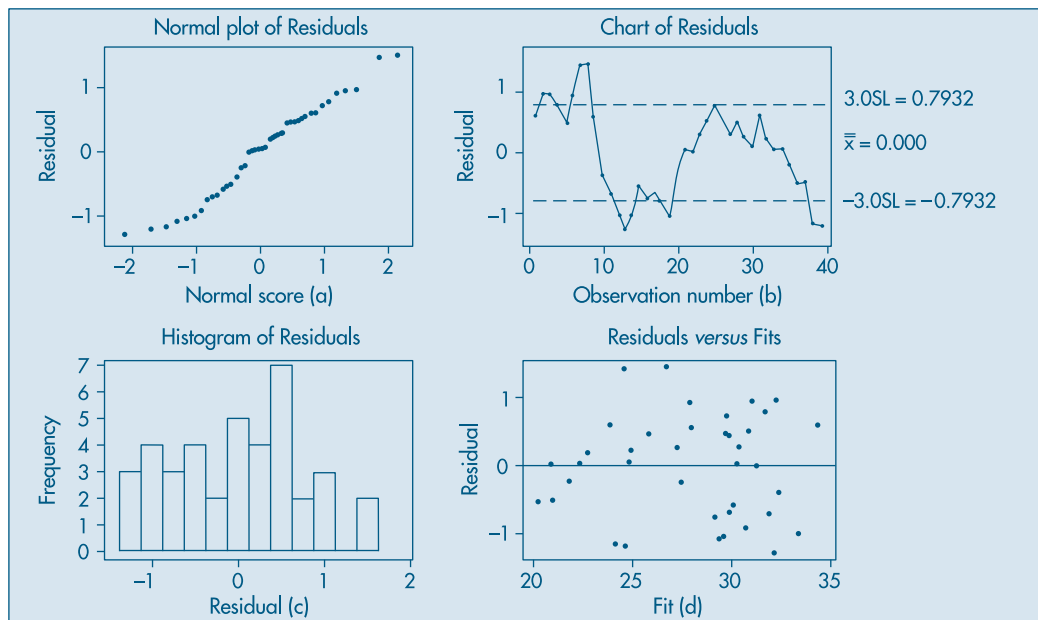 Normal plot of Residuals
Residual
1
0
−1
−2 −1 0 1 2
Normal score (a)
Chart of Residuals
Residual
1
0
−1
0 10 20 30 40
Observation number (b)
3.0SL = 0.7932
x̿ = 0.000
−3.0SL = −0.7932
Histogram of Residuals
Frequency
7
6
5
4
3
2
1
0
−1 0 1 2
Residual (c)
Residuals versus Fits
Residual
1
0
−1
20 25 30 35
Fit (d)